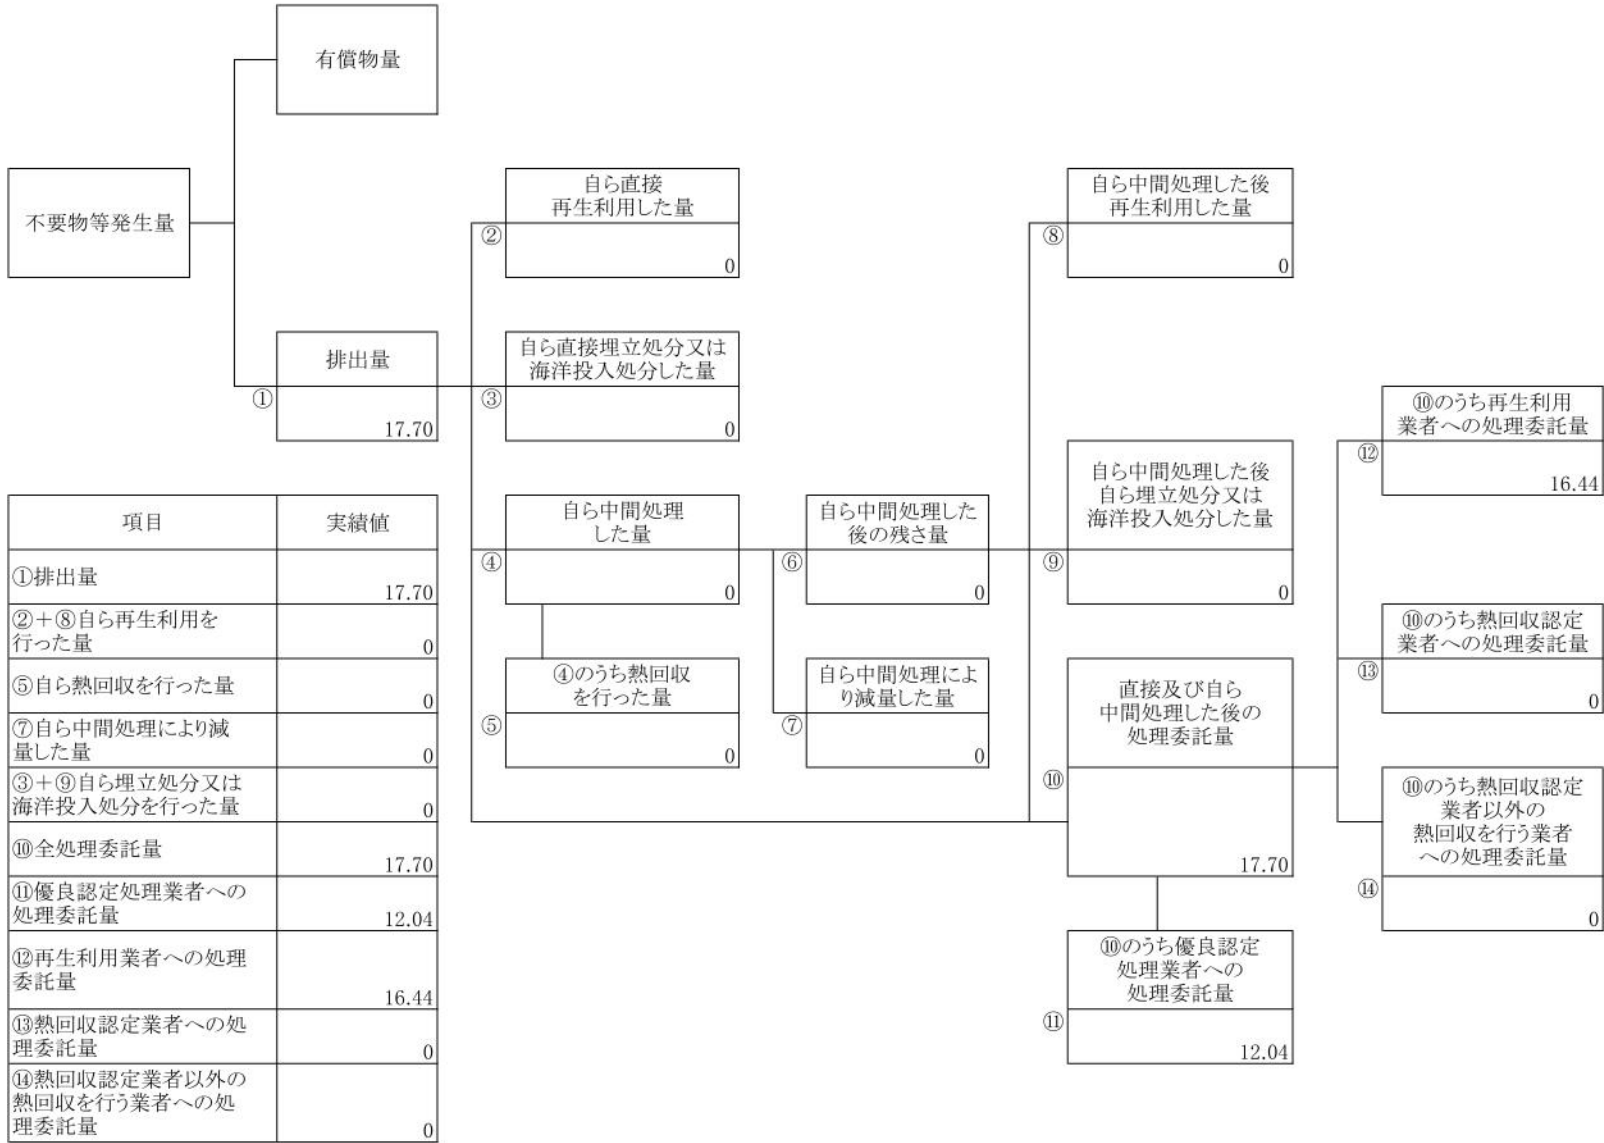 有償物量
不要物等発生量
排出量
①
17.70
自ら直接
再生利用した量
②
0
自ら直接埋立処分又は
海洋投入処分した量
③
0
自ら中間処理
した量
④
0
④のうち熱回収
を行った量
⑤
0
自ら中間処理した
後の残さ量
⑥
0
自ら中間処理によ
り減量した量
⑦
0
自ら中間処理した後
再生利用した量
⑧
0
自ら中間処理した後
自ら埋立処分又は
海洋投入処分した量
⑨
0
直接及び自ら
中間処理した後の
処理委託量
⑩
17.70
⑩のうち優良認定
処理業者への
処理委託量
⑪
12.04
⑩のうち再生利用
業者への処理委託量
⑫
16.44
⑩のうち熱回収認定
業者への処理委託量
⑬
0
⑩のうち熱回収認定
業者以外の
熱回収を行う業者
への処理委託量
⑭
0
項目 実績値
①排出量
17.70
②＋⑧自ら再生利用を
行った量
0
⑤自ら熱回収を行った量
0
⑦自ら中間処理により減
量した量
0
③＋⑨自ら埋立処分又は
海洋投入処分を行った量
0
⑩全処理委託量
17.70
⑪優良認定処理業者への
処理委託量
12.04
⑫再生利用業者への処理
委託量
16.44
⑬熱回収認定業者への処
理委託量
0
⑭熱回収認定業者以外の
熱回収を行う業者への処
理委託量
0